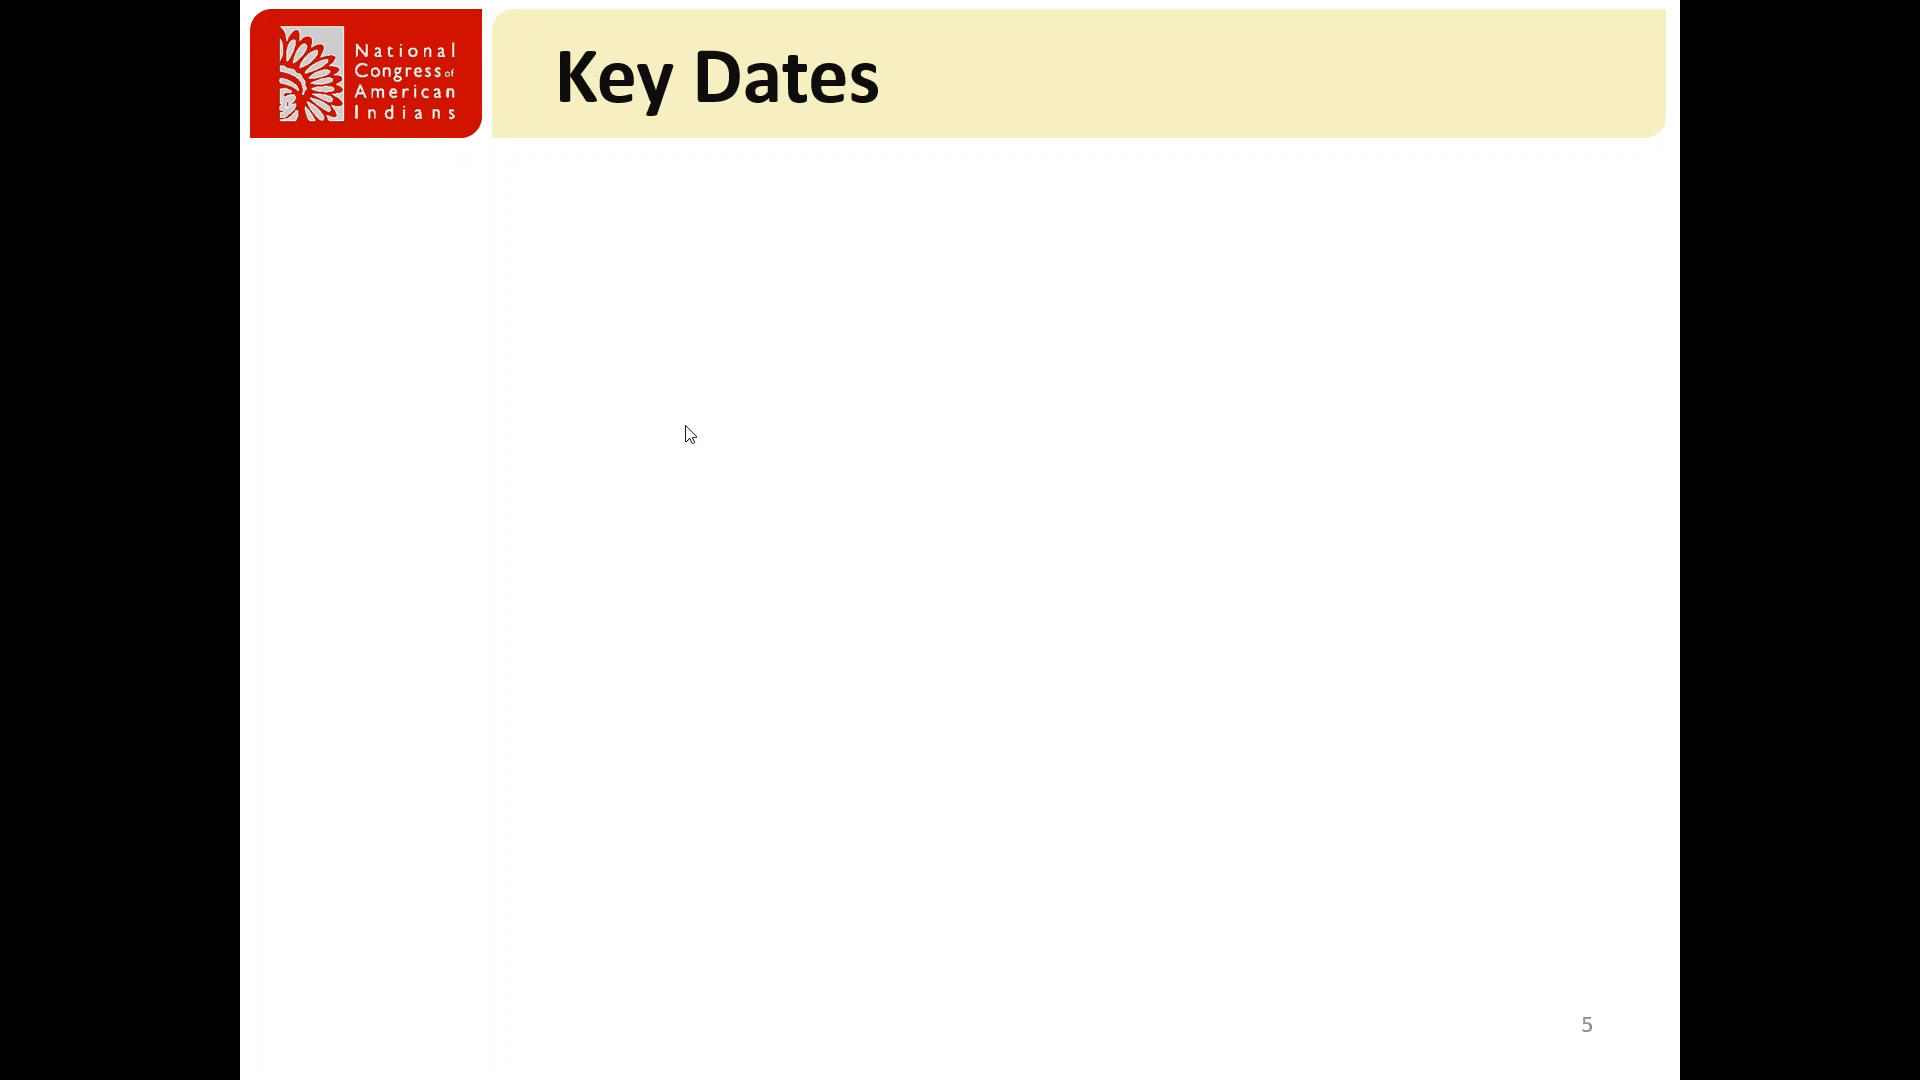 National
Congress of
American
Indians
Key Dates
5